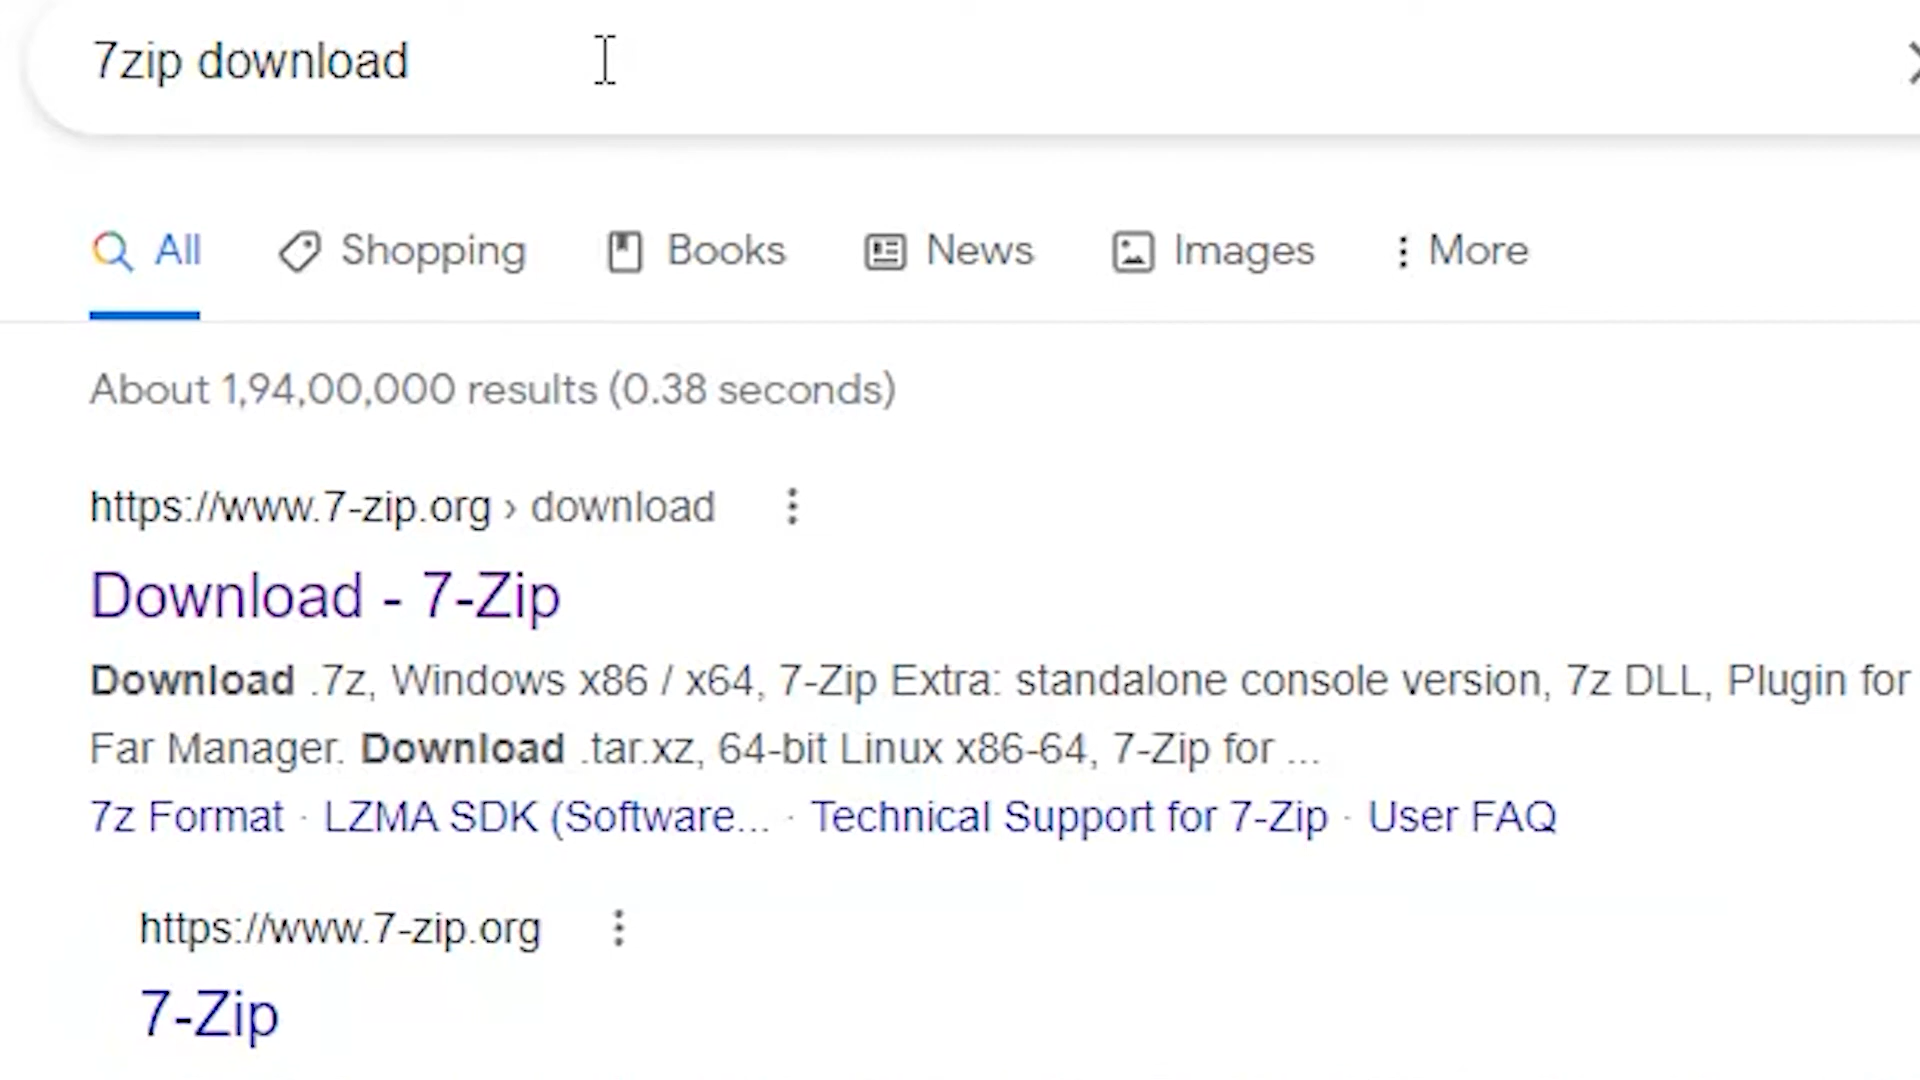 7zip download
All Shopping Books News Images More
About 1,94,00,000 results (0.38 seconds)
https://www.7-zip.org › download
Download - 7-Zip
Download .7z, Windows x86 / x64, 7-Zip Extra: standalone console version, 7z DLL, Plugin for
Far Manager. Download .tar.xz, 64-bit Linux x86-64, 7-Zip for ...
7z Format · LZMA SDK (Software... · Technical Support for 7-Zip · User FAQ
https://www.7-zip.org
7-Zip